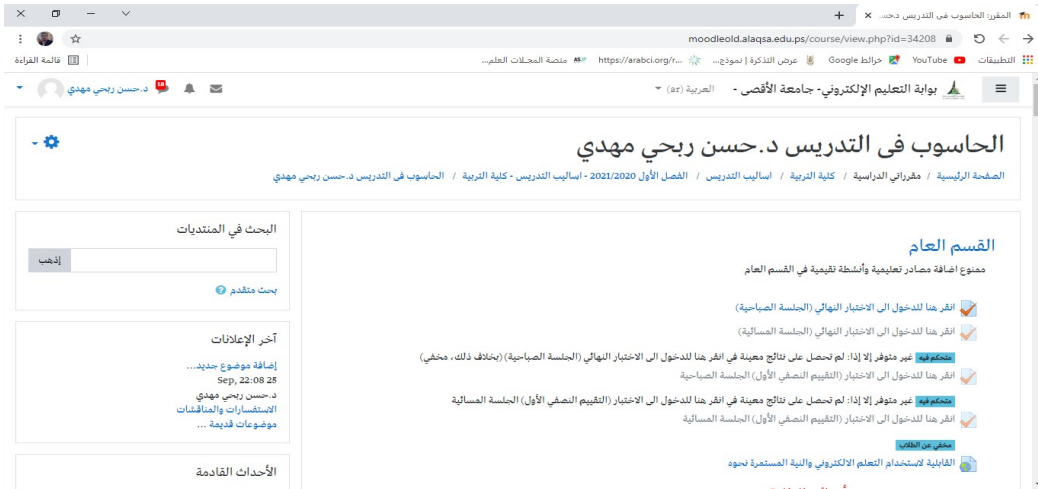 المقرر: الحاسوب فى التدريس د.حسـ...
moodleold.alaqsa.edu.ps/course/view.php?id=34208
التطبيقات YouTube خرائط Google عرض التذكرة | نموذج... https://arabci.org/r... منصة المجلات العلم... قائمة القراءة
بوابة التعليم الإلكتروني- جامعة الأقصى - العربية (ar) د.حسن ربحي مهدي
الحاسوب فى التدريس د.حسن ربحي مهدي
الصفحة الرئيسية / مقرراتي الدراسية / كلية التربية / اساليب التدريس / الفصل الأول 2021/2020 - اساليب التدريس - كلية التربية / الحاسوب فى التدريس د.حسن ربحي مهدي
القسم العام
ممنوع اضافة مصادر تعليمية وأنشطة تقيمية في القسم العام
انقر هنا للدخول الى الاختبار النهائي (الجلسة الصباحية)
انقر هنا للدخول الى الاختبار النهائي (الجلسة المسائية)
متحكم فيه غير متوفر إلا إذا: لم تحصل على نتائج معينة في انقر هنا للدخول الى الاختبار النهائي (الجلسة الصباحية) (بخلاف ذلك، مخفي)
انقر هنا للدخول الى الاختبار (التقييم النصفي الأول) الجلسة الصباحية
متحكم فيه غير متوفر إلا إذا: لم تحصل على نتائج معينة في انقر هنا للدخول الى الاختبار (التقييم النصفي الأول) الجلسة المسائية
انقر هنا للدخول الى الاختبار (التقييم النصفي الأول) الجلسة المسائية
مخفي عن الطلاب
القابلية لاستخدام التعلم الالكتروني والنية المستمرة نحوه
البحث في المنتديات
إذهب
بحث متقدم
آخر الإعلانات
إضافة موضوع جديد...
25 Sep, 22:08
د.حسن ربحي مهدي
الاستفسارات والمناقشات
موضوعات قديمة ...
الأحداث القادمة